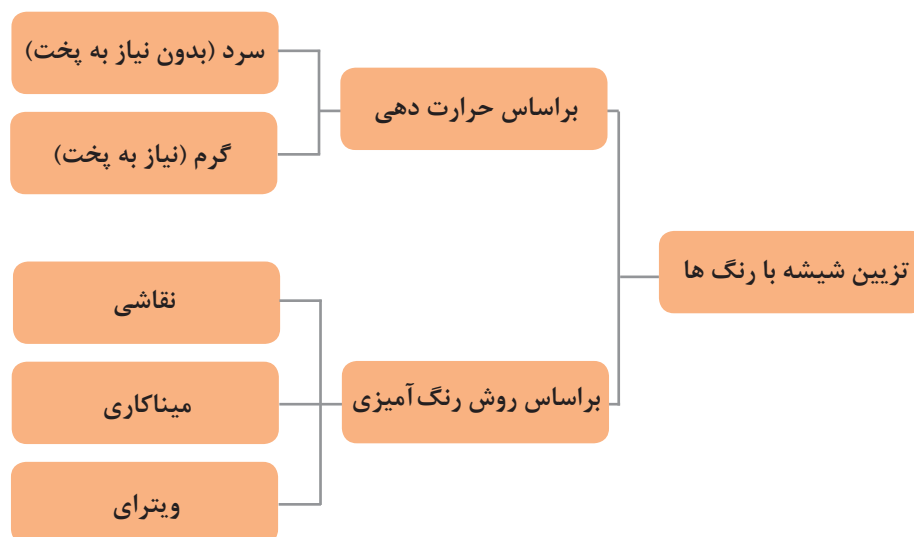 تزیین شیشه با رنگ ها
براساس حرارت دهی
سرد (بدون نیاز به پخت)
گرم (نیاز به پخت)
براساس روش رنگ آمیزی
نقاشی
میناکاری
ویترای